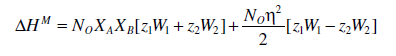 ΔH^M = N_O X_A X_B [z_1 W_1 + z_2 W_2] + \frac{N_O η^2}{2} [z_1 W_1 − z_2 W_2]